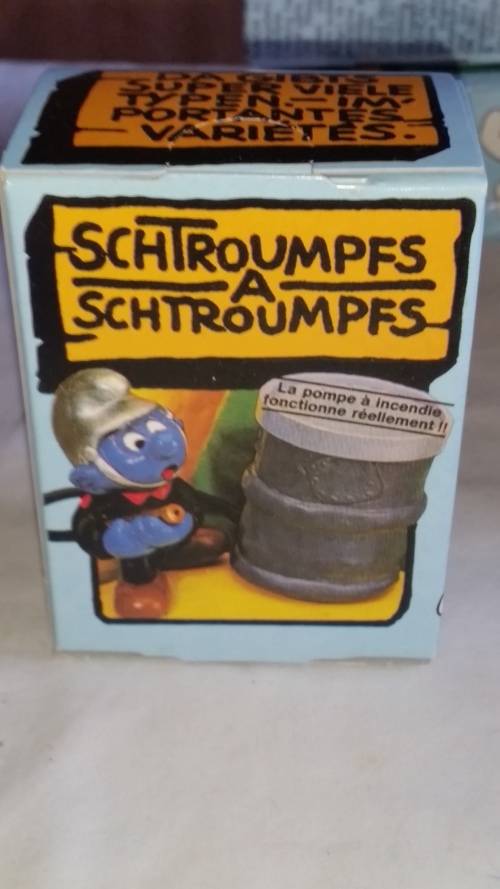 DA GIBTS
SUPER VIELE
TYPEN. – IM-
PORTANTES
VARIÉTÉS.
SCHTROUMPFS
A
SCHTROUMPFS
La pompe à incendie
fonctionne réellement !!